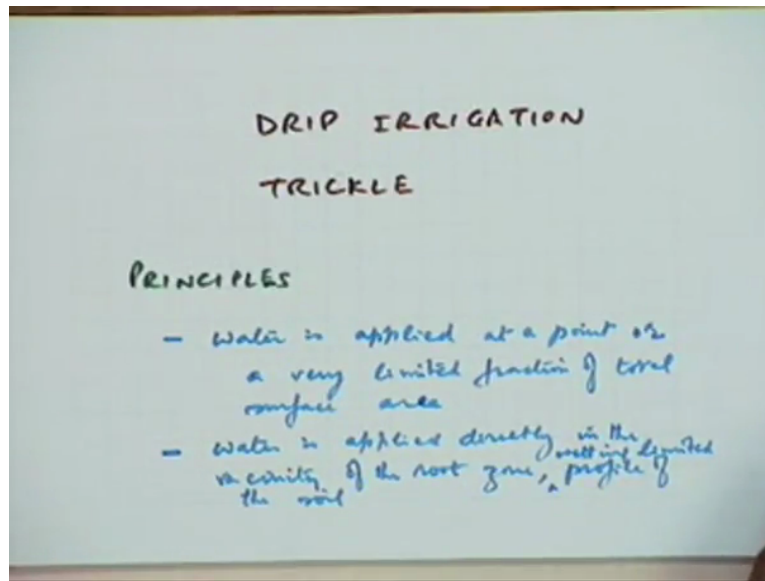 DRIP IRRIGATION
TRICKLE
PRINCIPLES
- water is applied at a point or
a very limited fraction of total
surface area
- water is applied directly in the
vicinity of the root zone, wetting limited profile of
the soil